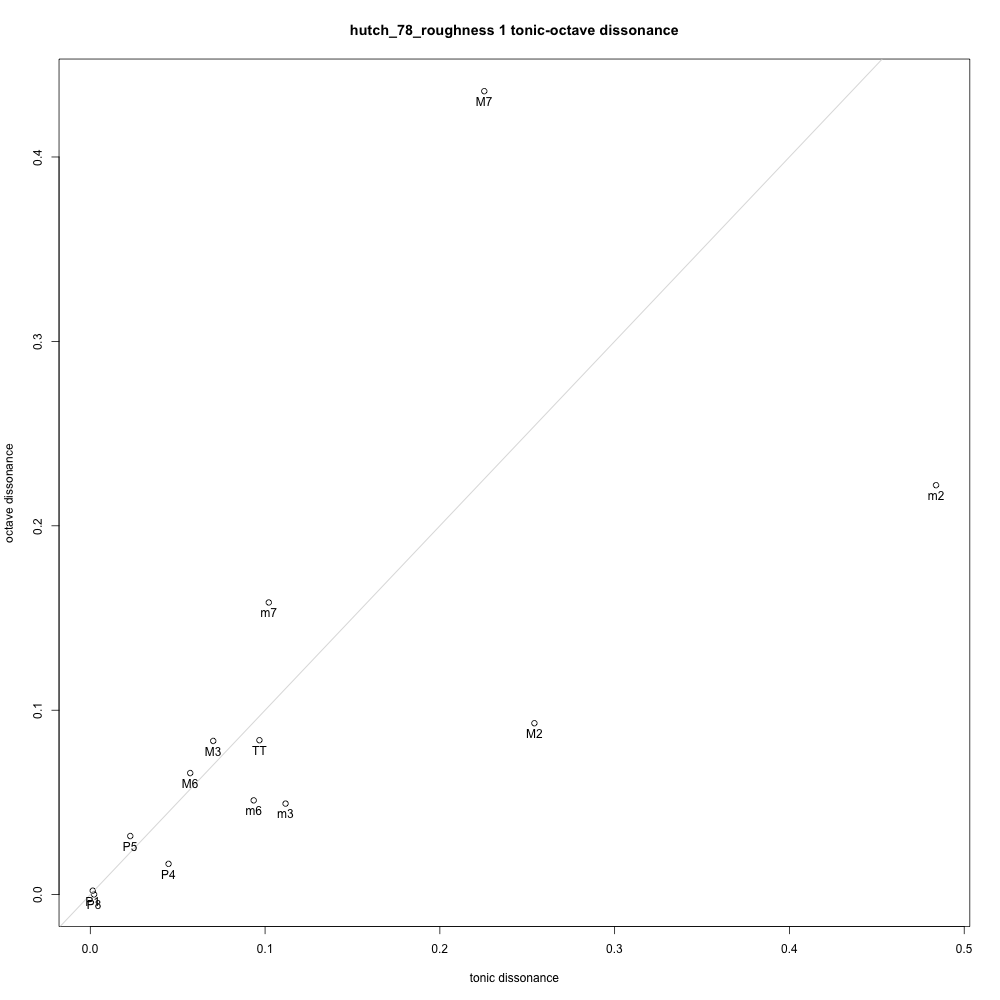 hutch_78_roughness 1 tonic-octave dissonance
M7
0.4
0.3
octave dissonance
m2
0.2
m7
M2
0.1
M3
TT
M6
m6
m3
P5
P4
0.0
P1
P8
0.0 0.1 0.2 0.3 0.4 0.5
tonic dissonance